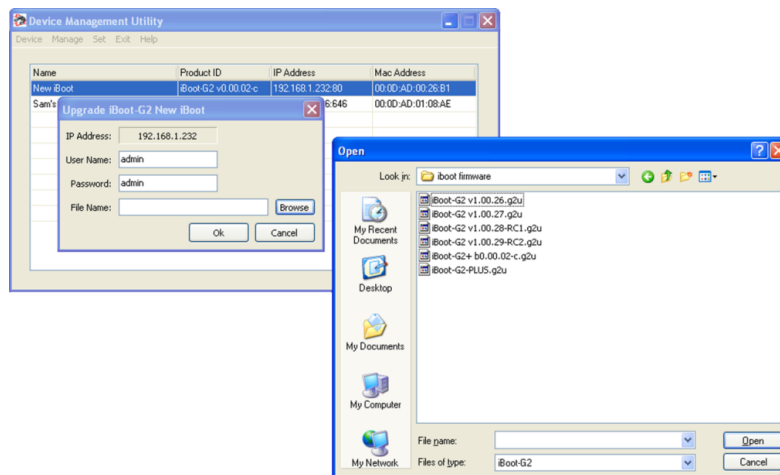 Device Management Utility
Device Manage Set Exit Help
Name Product ID IP Address Mac Address
New iBoot iBoot-G2 v0.00.02-c 192.168.1.232:80 00:0D:AD:00:26:B1
Sam's 6:646 00:0D:AD:01:08:AE
Upgrade iBoot-G2 New iBoot
IP Address: 192.168.1.232
User Name: admin
Password: admin
File Name: Browse
Ok Cancel
Open
Look in: iboot firmware
iBoot-G2 v1.00.26.g2u
iBoot-G2 v1.00.27.g2u
iBoot-G2 v1.00.28-RC1.g2u
iBoot-G2 v1.00.29-RC2.g2u
iBoot-G2+ b0.00.02-c.g2u
iBoot-G2-PLUS.g2u
My Recent
Documents
Desktop
My Documents
My Computer
My Network
File name: Open
Files of type: iBoot-G2 Cancel